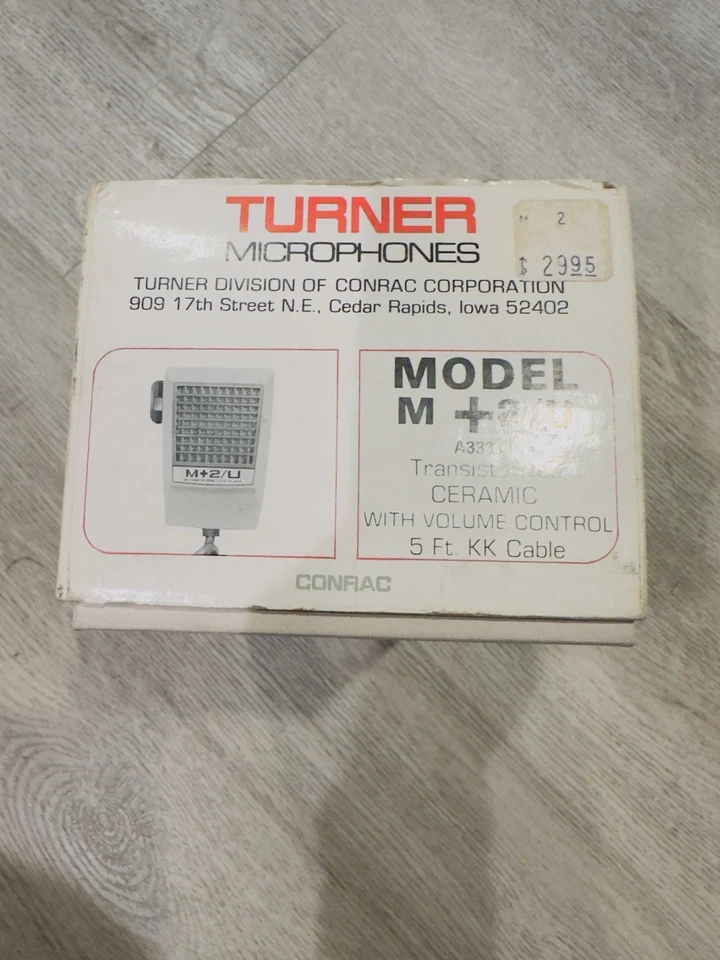 TURNER
MICROPHONES
M 2
$ 2995
TURNER DIVISION OF CONRAC CORPORATION
909 17th Street N.E., Cedar Rapids, Iowa 52402
M+2/U
MODEL
M +2/U
CERAMIC
WITH VOLUME CONTROL
5 Ft. KK Cable
CONRAC